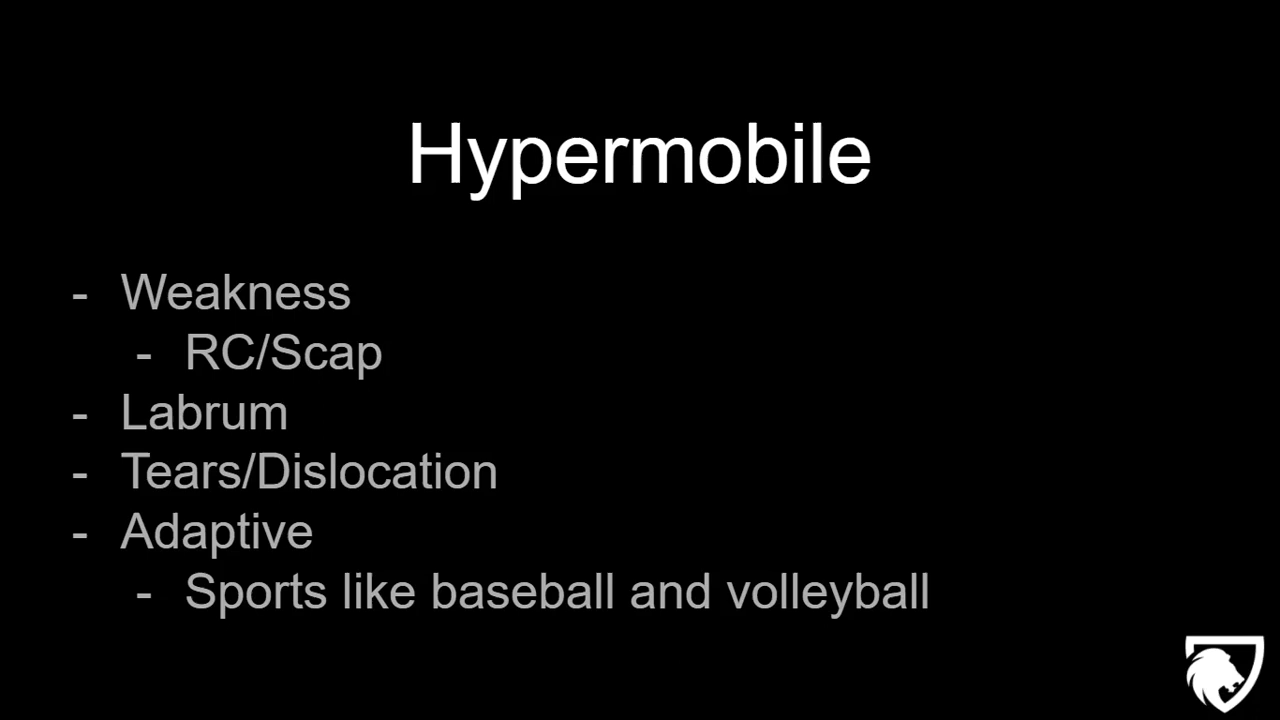 Hypermobile
- Weakness
- RC/Scap
- Labrum
- Tears/Dislocation
- Adaptive
- Sports like baseball and volleyball